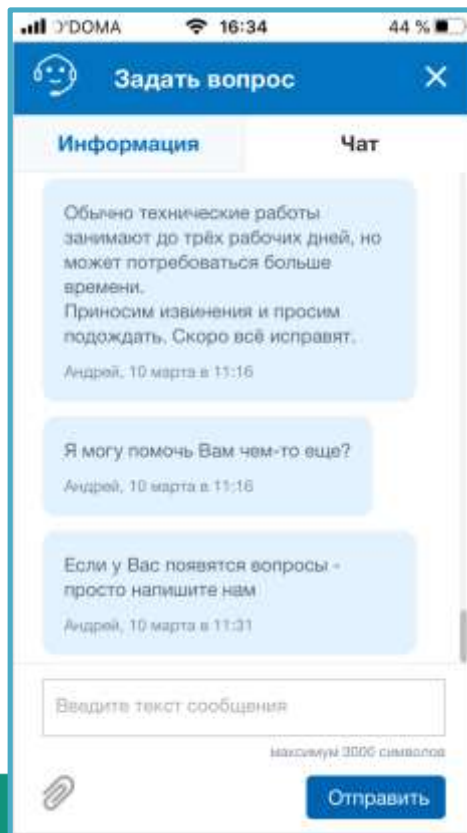 D'DOMA 16:34 44 %
Задать вопрос
Информация Чат
Обычно технические работы
занимают до трёх рабочих дней, но
может потребоваться больше
времени.
Приносим извинения и просим
подождать. Скоро всё исправят.
Андрей, 10 марта в 11:16
Я могу помочь Вам чем-то еще?
Андрей, 10 марта в 11:16
Если у Вас появятся вопросы -
просто напишите нам
Андрей, 10 марта в 11:31
Введите текст сообщения
максимум 3000 символов
Отправить